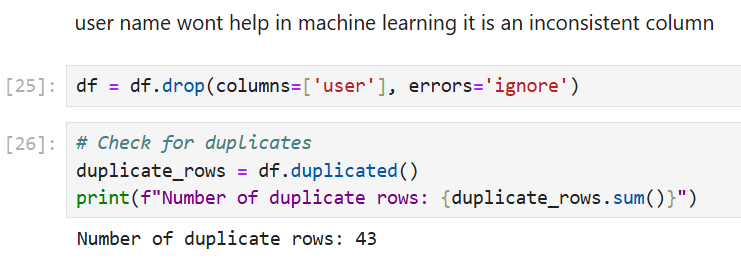 user name wont help in machine learning it is an inconsistent column
[25]: df = df.drop(columns=['user'], errors='ignore')
[26]: # Check for duplicates
duplicate_rows = df.duplicated()
print(f"Number of duplicate rows: {duplicate_rows.sum()}")
Number of duplicate rows: 43